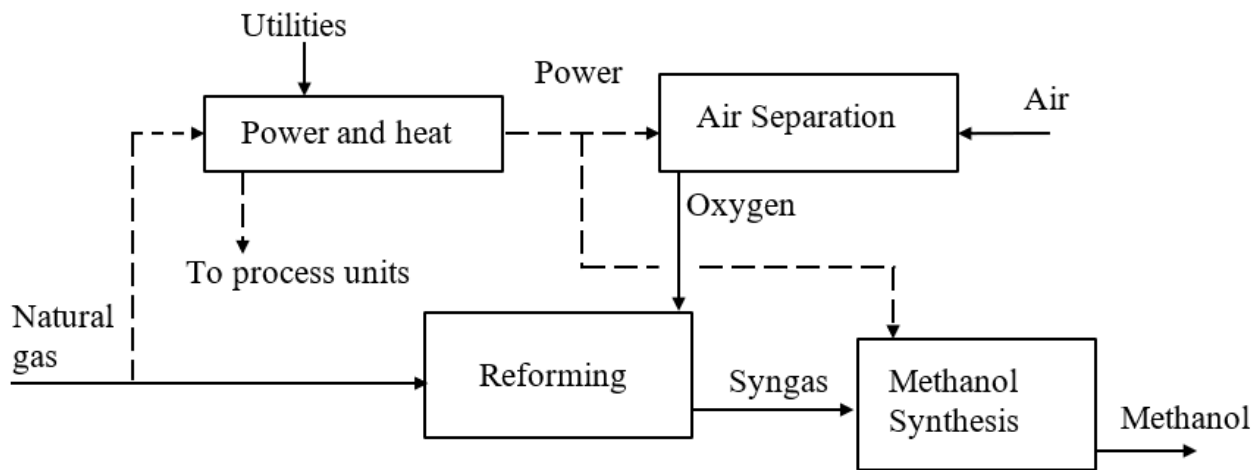 Utilities
Power
Power and heat
Air Separation
Air
Oxygen
To process units
Natural
gas
Reforming
Syngas
Methanol
Synthesis
Methanol